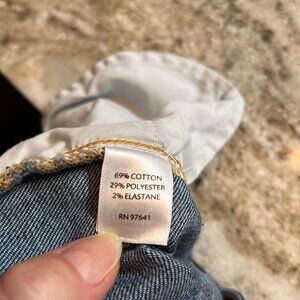 69% COTTON
29% POLYESTER
2% ELASTANE
RN 97641